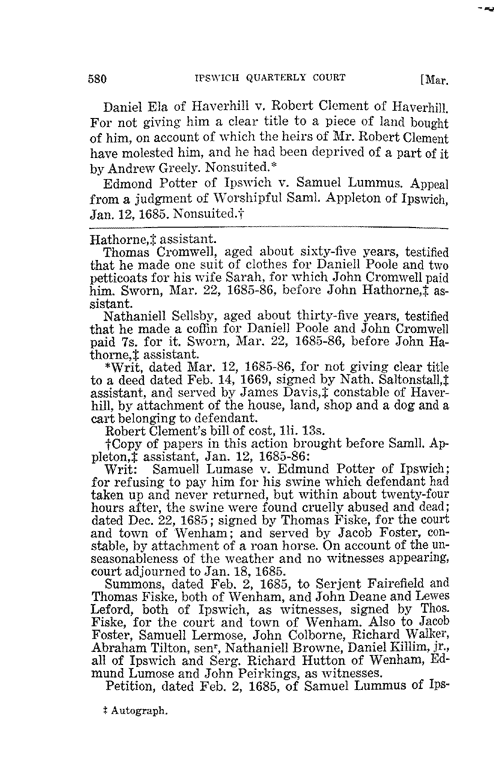 580 IPSWICH QUARTERLY COURT [Mar.
Daniel Ela of Haverhill v. Robert Clement of Haverhill.
For not giving him a clear title to a piece of land bought
of him, on account of which the heirs of Mr. Robert Clement
have molested him, and he had been deprived of a part of it
by Andrew Greely. Nonsuited.*
Edmond Potter of Ipswich v. Samuel Lummus. Appeal
from a judgment of Worshipful Saml. Appleton of Ipswich,
Jan. 12, 1685. Nonsuited.†
Hathorne,‡ assistant.
Thomas Cromwell, aged about sixty-five years, testified
that he made one suit of clothes for Daniell Poole and two
petticoats for his wife Sarah, for which John Cromwell paid
him. Sworn, Mar. 22, 1685-86, before John Hathorne,‡ as-
sistant.
Nathaniell Sellsby, aged about thirty-five years, testified
that he made a coffin for Daniell Poole and John Cromwell
paid 7s. for it. Sworn, Mar. 22, 1685-86, before John Ha-
thorne,‡ assistant.
*Writ, dated Mar. 12, 1685-86, for not giving clear title
to a deed dated Feb. 14, 1669, signed by Nath. Saltonstall,‡
assistant, and served by James Davis,‡ constable of Haver-
hill, by attachment of the house, land, shop and a dog and a
cart belonging to defendant.
Robert Clement's bill of cost, 1li. 13s.
†Copy of papers in this action brought before Samll. Ap-
pleton,‡ assistant, Jan. 12, 1685-86:
Writ: Samuell Lumase v. Edmund Potter of Ipswich;
for refusing to pay him for his swine which defendant had
taken up and never returned, but within about twenty-four
hours after, the swine were found cruelly abused and dead;
dated Dec. 22, 1685; signed by Thomas Fiske, for the court
and town of Wenham; and served by Jacob Foster, con-
stable, by attachment of a roan horse. On account of the un-
seasonableness of the weather and no witnesses appearing,
court adjourned to Jan. 18, 1685.
Summons, dated Feb. 2, 1685, to Serjent Fairefield and
Thomas Fiske, both of Wenham, and John Deane and Lewes
Leford, both of Ipswich, as witnesses, signed by Thos.
Fiske, for the court and town of Wenham. Also to Jacob
Foster, Samuell Lermose, John Colborne, Richard Walker,
Abraham Tilton, senʳ, Nathaniell Browne, Daniel Killim, jr.,
all of Ipswich and Serg. Richard Hutton of Wenham, Ed-
mund Lumose and John Peirkings, as witnesses.
Petition, dated Feb. 2, 1685, of Samuel Lummus of Ips-
‡ Autograph.